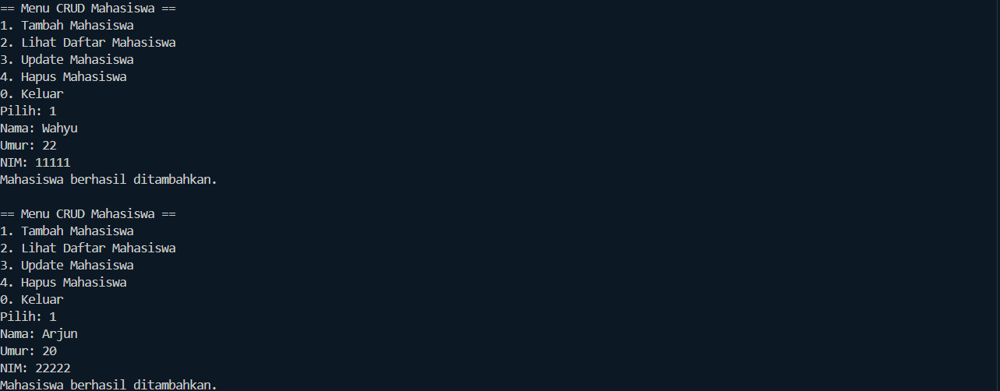 == Menu CRUD Mahasiswa ==
1. Tambah Mahasiswa
2. Lihat Daftar Mahasiswa
3. Update Mahasiswa
4. Hapus Mahasiswa
0. Keluar
Pilih: 1
Nama: Wahyu
Umur: 22
NIM: 11111
Mahasiswa berhasil ditambahkan.

== Menu CRUD Mahasiswa ==
1. Tambah Mahasiswa
2. Lihat Daftar Mahasiswa
3. Update Mahasiswa
4. Hapus Mahasiswa
0. Keluar
Pilih: 1
Nama: Arjun
Umur: 20
NIM: 22222
Mahasiswa berhasil ditambahkan.